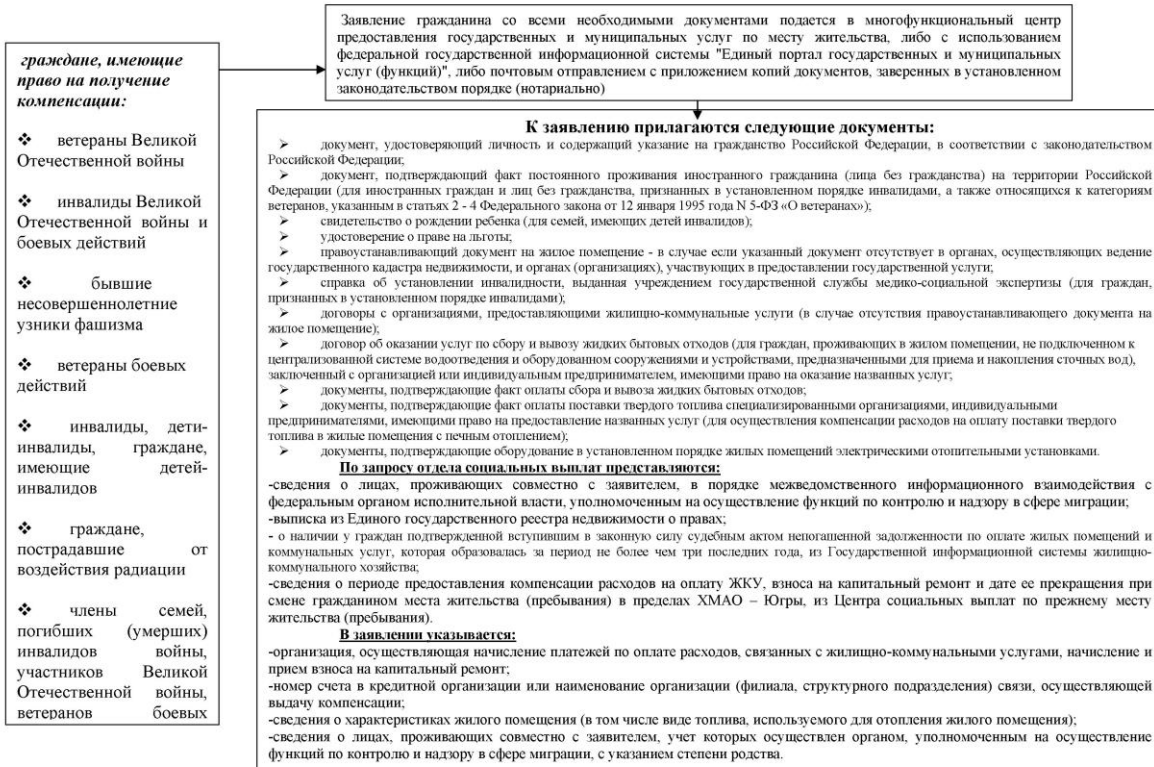 граждане, имеющие
право на получение
компенсации:
❖ ветераны Великой
Отечественной войны
❖ инвалиды Великой
Отечественной войны и
боевых действий
❖ бывшие
несовершеннолетние
узники фашизма
❖ ветераны боевых
действий
❖ инвалиды, дети-
инвалиды, граждане,
имеющие детей-
инвалидов
❖ граждане,
пострадавшие от
воздействия радиации
❖ члены семей,
погибших (умерших)
инвалидов войны,
участников Великой
Отечественной войны,
ветеранов боевых
Заявление гражданина со всеми необходимыми документами подается в многофункциональный центр
предоставления государственных и муниципальных услуг по месту жительства, либо с использованием
федеральной государственной информационной системы "Единый портал государственных и муниципальных
услуг (функций)", либо почтовым отправлением с приложением копий документов, заверенных в установленном
законодательством порядке (нотариально)
К заявлению прилагаются следующие документы:
➢ документ, удостоверяющий личность и содержащий указание на гражданство Российской Федерации, в соответствии с законодательством
Российской Федерации;
➢ документ, подтверждающий факт постоянного проживания иностранного гражданина (лица без гражданства) на территории Российской
Федерации (для иностранных граждан и лиц без гражданства, признанных в установленном порядке инвалидами, а также относящихся к категориям
ветеранов, указанным в статьях 2 - 4 Федерального закона от 12 января 1995 года N 5-ФЗ «О ветеранах»);
➢ свидетельство о рождении ребенка (для семей, имеющих детей инвалидов);
➢ удостоверение о праве на льготы;
➢ правоустанавливающий документ на жилое помещение - в случае если указанный документ отсутствует в органах, осуществляющих ведение
государственного кадастра недвижимости, и органах (организациях), участвующих в предоставлении государственной услуги;
➢ справка об установлении инвалидности, выданная учреждением государственной службы медико-социальной экспертизы (для граждан,
признанных в установленном порядке инвалидами);
➢ договоры с организациями, предоставляющими жилищно-коммунальные услуги (в случае отсутствия правоустанавливающего документа на
жилое помещение);
➢ договор об оказании услуг по сбору и вывозу жидких бытовых отходов (для граждан, проживающих в жилом помещении, не подключенном к
централизованной системе водоотведения и оборудованном сооружениями и устройствами, предназначенными для приема и накопления сточных вод),
заключенный с организацией или индивидуальным предпринимателем, имеющими право на оказание названных услуг;
➢ документы, подтверждающие факт оплаты сбора и вывоза жидких бытовых отходов;
➢ документы, подтверждающие факт оплаты поставки твердого топлива специализированными организациями, индивидуальными
предпринимателями, имеющими право на предоставление названных услуг (для осуществления компенсации расходов на оплату поставки твердого
топлива в жилые помещения с печным отоплением);
➢ документы, подтверждающие оборудование в установленном порядке жилых помещений электрическими отопительными установками.
По запросу отдела социальных выплат представляются:
-сведения о лицах, проживающих совместно с заявителем, в порядке межведомственного информационного взаимодействия с
федеральным органом исполнительной власти, уполномоченным на осуществление функций по контролю и надзору в сфере миграции;
-выписка из Единого государственного реестра недвижимости о правах;
- о наличии у граждан подтвержденной вступившим в законную силу судебным актом непогашенной задолженности по оплате жилых помещений и
коммунальных услуг, которая образовалась за период не более чем три последних года, из Государственной информационной системы жилищно-
коммунального хозяйства;
-сведения о периоде предоставления компенсации расходов на оплату ЖКУ, взноса на капитальный ремонт и дате ее прекращения при
смене гражданином места жительства (пребывания) в пределах ХМАО – Югры, из Центра социальных выплат по прежнему месту
жительства (пребывания).
В заявлении указывается:
-организация, осуществляющая начисление платежей по оплате расходов, связанных с жилищно-коммунальными услугами, начисление и
прием взноса на капитальный ремонт;
-номер счета в кредитной организации или наименование организации (филиала, структурного подразделения) связи, осуществляющей
выдачу компенсации;
-сведения о характеристиках жилого помещения (в том числе виде топлива, используемого для отопления жилого помещения);
-сведения о лицах, проживающих совместно с заявителем, учет которых осуществлен органом, уполномоченным на осуществление
функций по контролю и надзору в сфере миграции, с указанием степени родства.